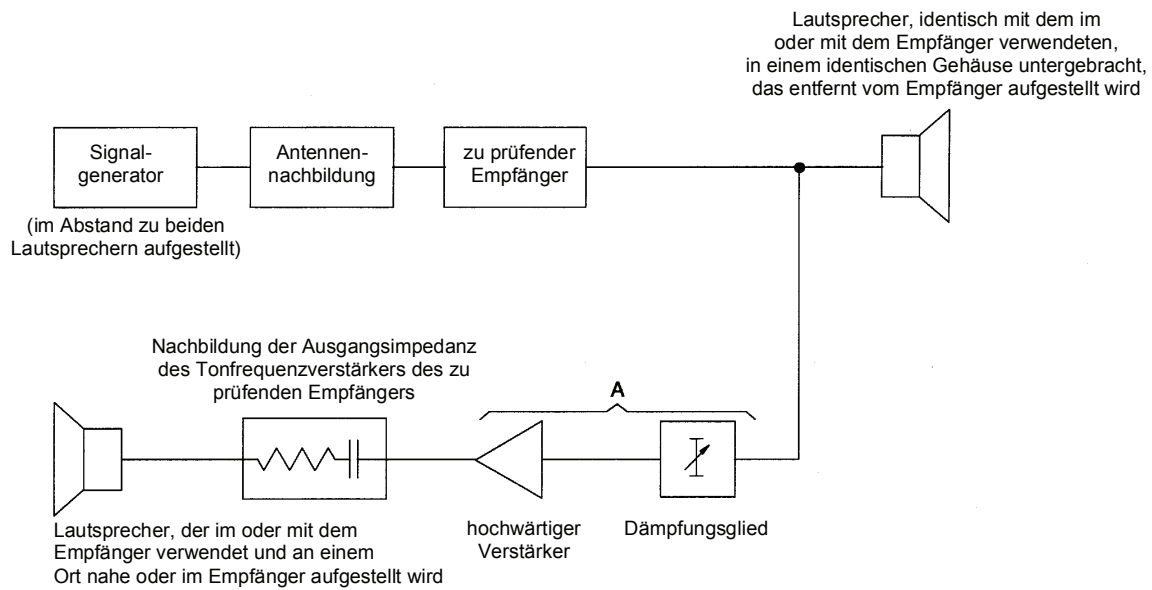 Lautsprecher, identisch mit dem im
oder mit dem Empfänger verwendeten,
in einem identischen Gehäuse untergebracht,
das entfernt vom Empfänger aufgestellt wird
Signal-
generator
Antennen-
nachbildung
zu prüfender
Empfänger
(im Abstand zu beiden
Lautsprechern aufgestellt)
Nachbildung der Ausgangsimpedanz
des Tonfrequenzverstärkers des zu
prüfenden Empfängers
A
Lautsprecher, der im oder mit dem
Empfänger verwendet und an einem
Ort nahe oder im Empfänger aufgestellt wird
hochwärtiger
Verstärker
Dämpfungsglied